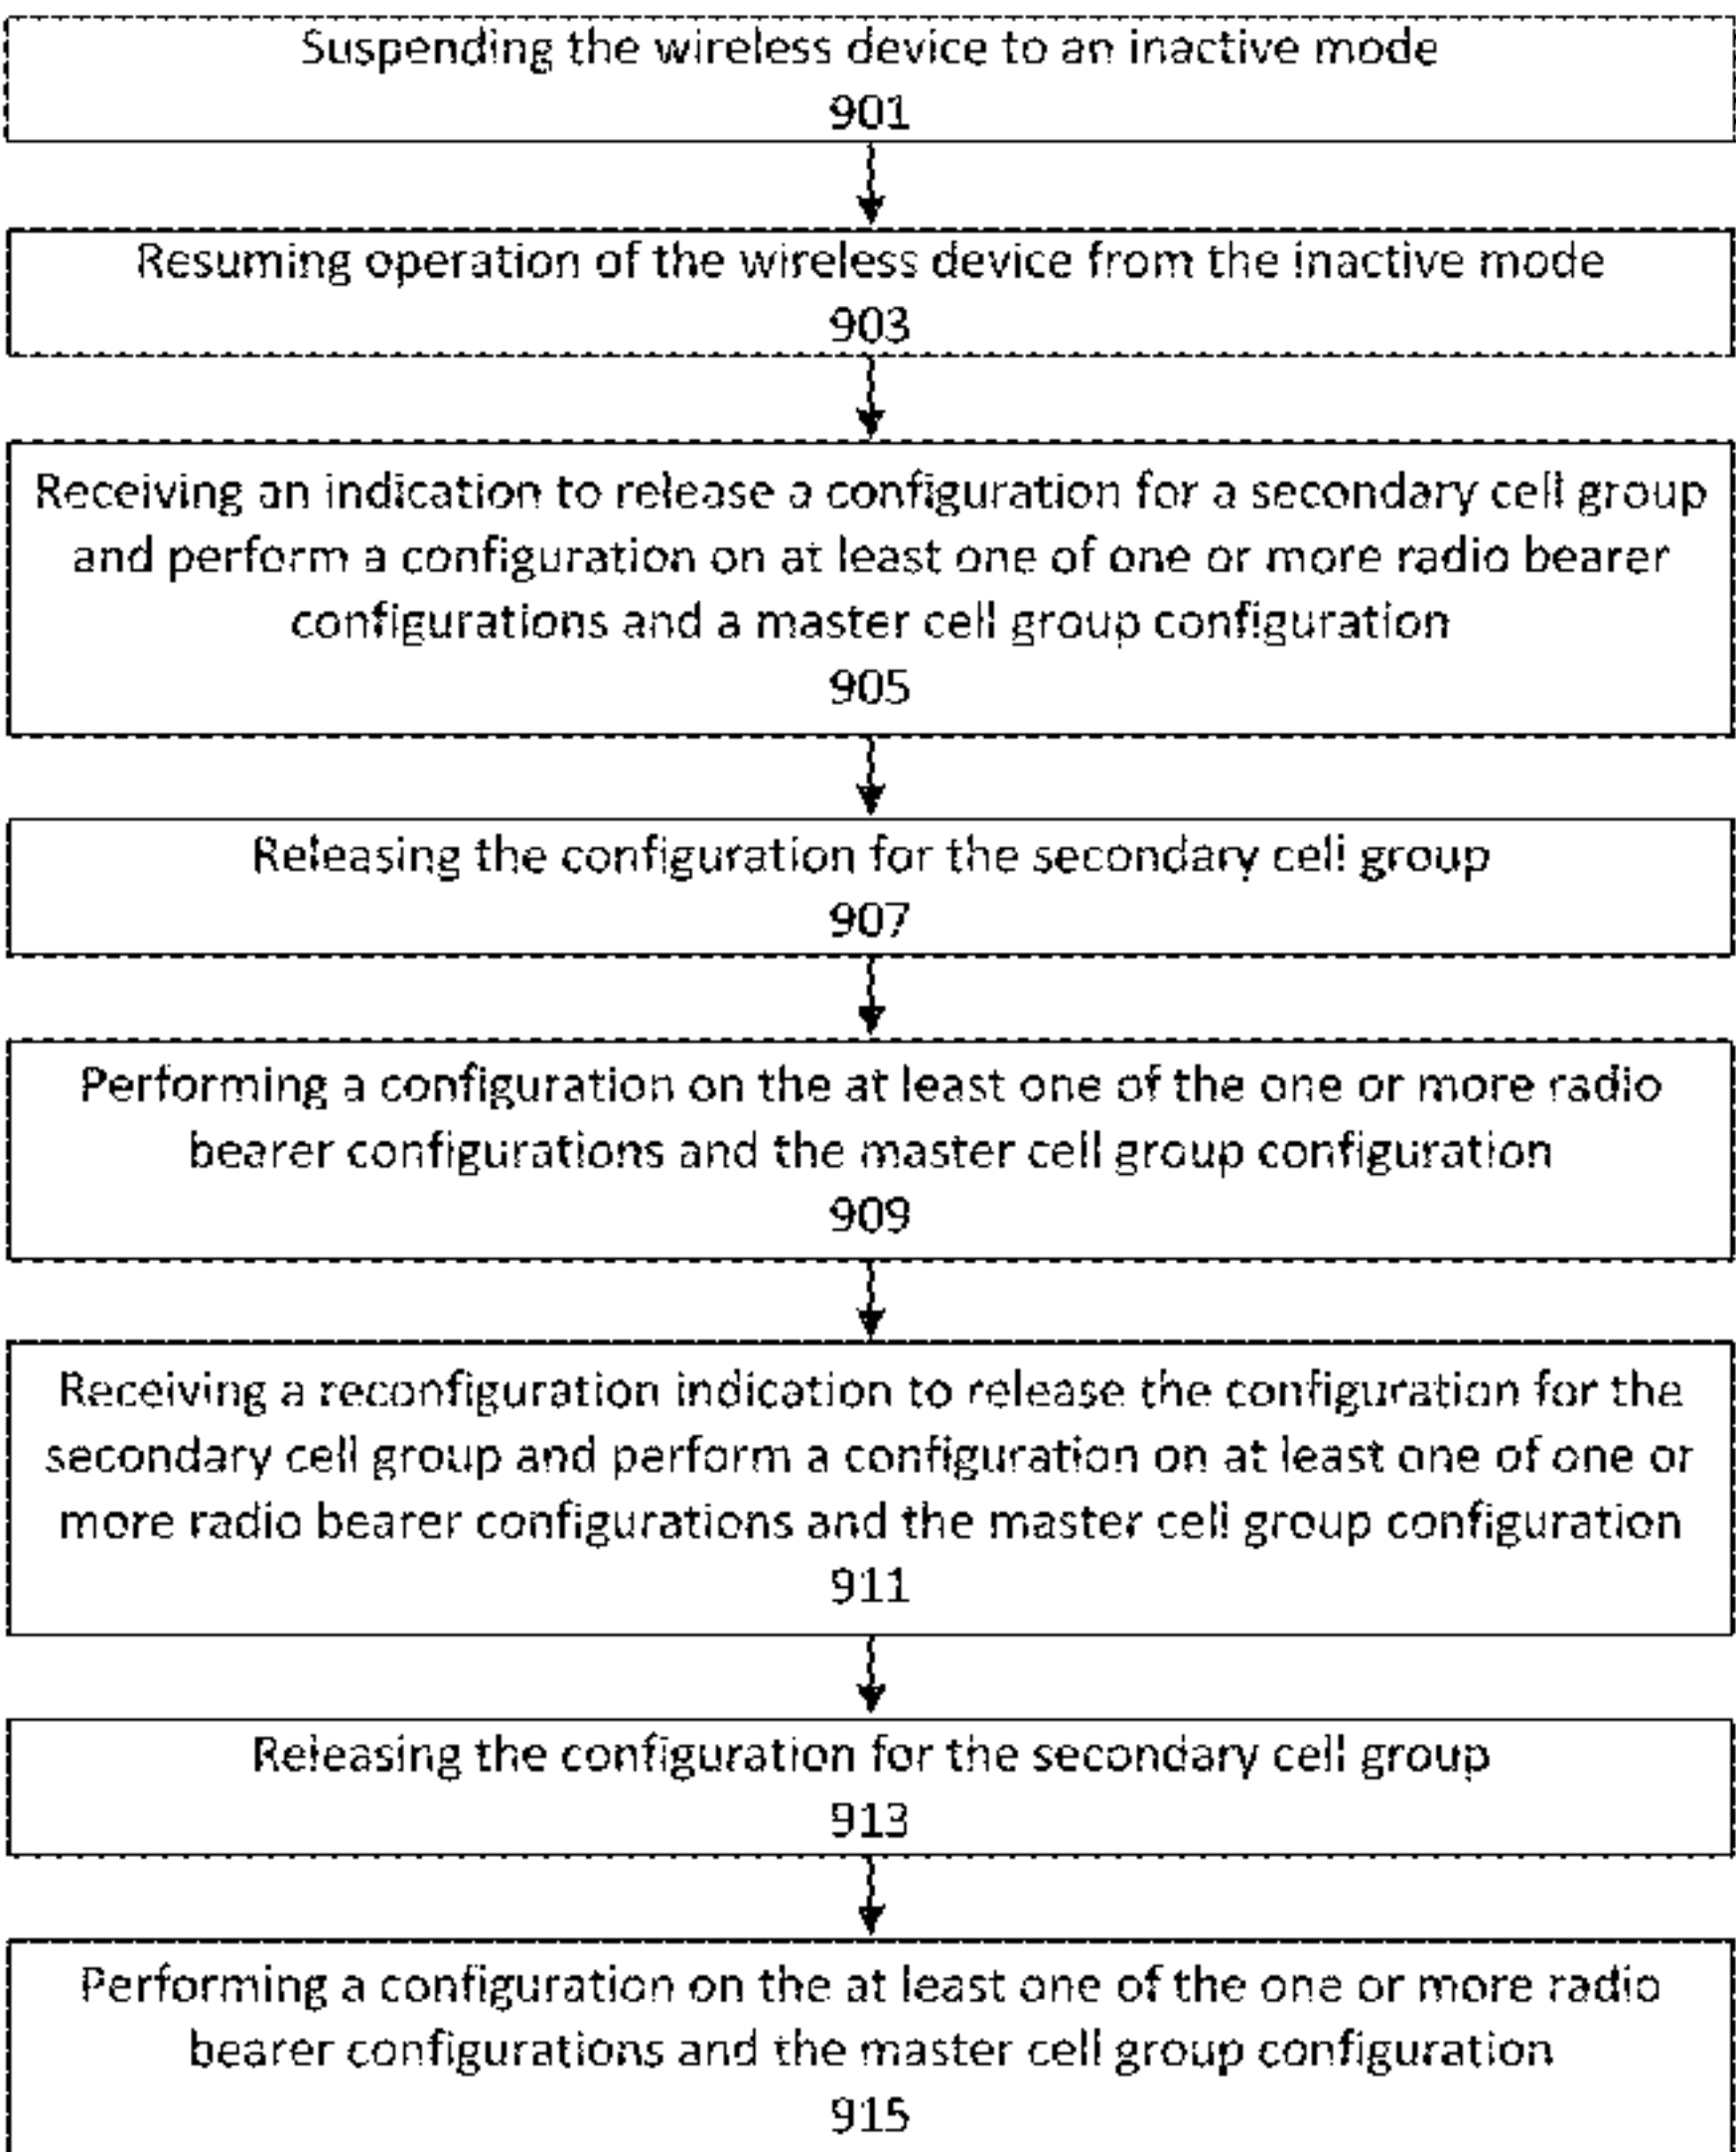 Suspending the wireless device to an inactive mode
901
Resuming operation of the wireless device from the inactive mode
903
Receiving an indication to release a configuration for a secondary cell group
and perform a configuration on at least one of one or more radio bearer
configurations and a master cell group configuration
905
Releasing the configuration for the secondary cell group
907
Performing a configuration on the at least one of the one or more radio
bearer configurations and the master cell group configuration
909
Receiving a reconfiguration indication to release the configuration for the
secondary cell group and perform a configuration on at least one of one or
more radio bearer configurations and the master cell group configuration
911
Releasing the configuration for the secondary cell group
913
Performing a configuration on the at least one of the one or more radio
bearer configurations and the master cell group configuration
915